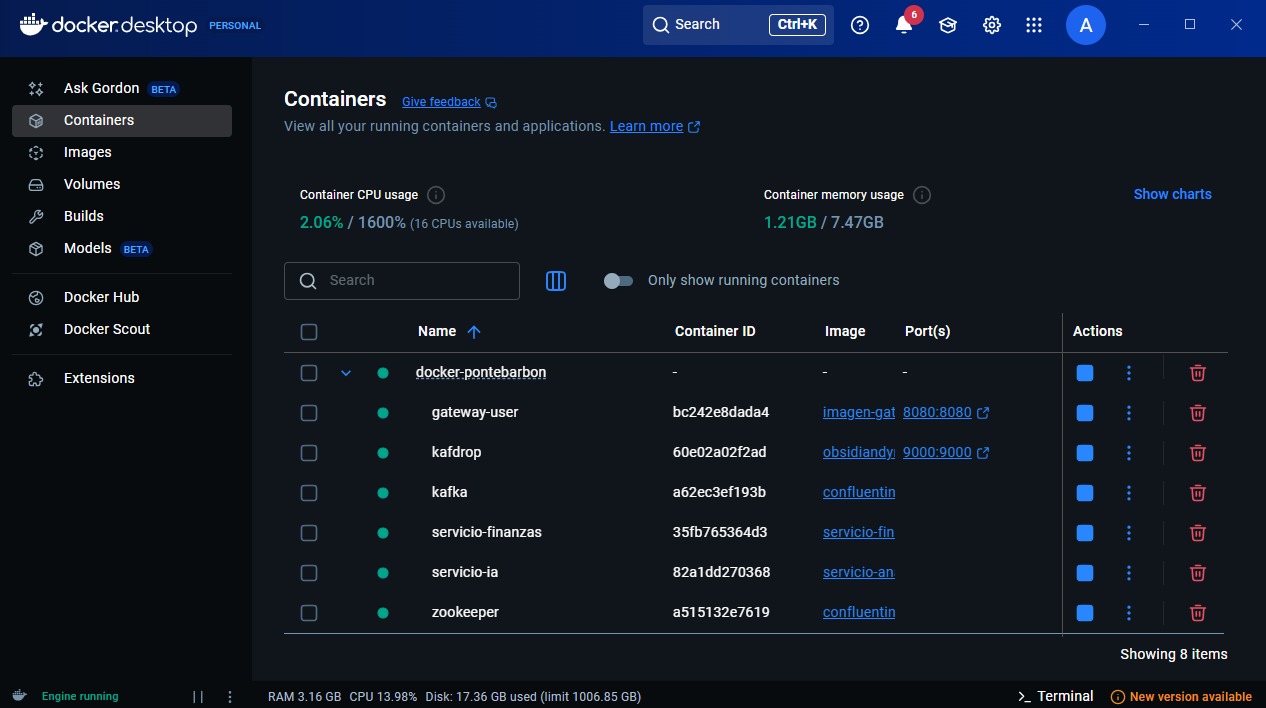 docker.desktop PERSONAL
Search Ctrl+K
6
A
Ask Gordon BETA
Containers
Images
Volumes
Builds
Models BETA
Docker Hub
Docker Scout
Extensions
Containers Give feedback
View all your running containers and applications. Learn more
Container CPU usage
2.06% / 1600% (16 CPUs available)
Container memory usage
1.21GB / 7.47GB
Show charts
Search
Only show running containers
Name Container ID Image Port(s) Actions
docker-pontebarbon - - -
gateway-user bc242e8dada4 imagen-gat 8080:8080
kafdrop 60e02a02f2ad obsidiandy 9000:9000
kafka a62ec3ef193b confluentin
servicio-finanzas 35fb765364d3 servicio-fin
servicio-ia 82a1dd270368 servicio-an
zookeeper a515132e7619 confluentin
Showing 8 items
Engine running
RAM 3.16 GB CPU 13.98% Disk: 17.36 GB used (limit 1006.85 GB)
>_ Terminal
New version available